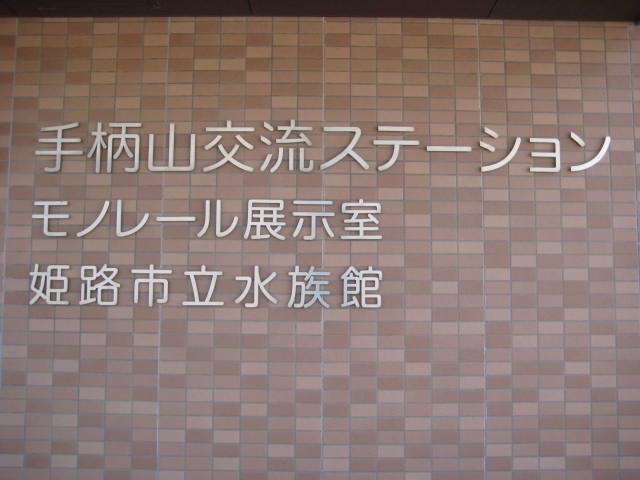 手柄山交流ステーション
モノレール展示室
姫路市立水族館